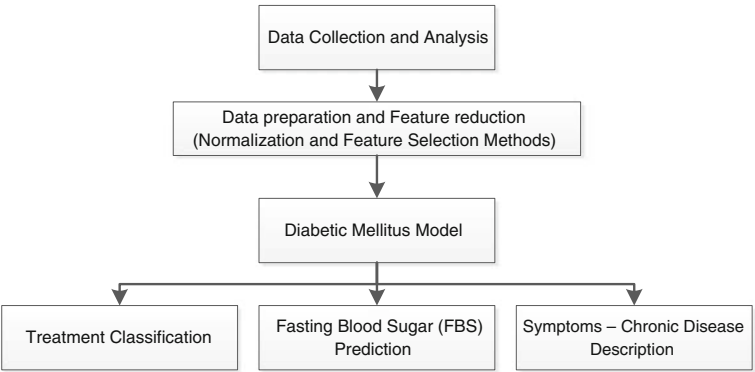 Data Collection and Analysis
Data preparation and Feature reduction
(Normalization and Feature Selection Methods)
Diabetic Mellitus Model
Treatment Classification
Fasting Blood Sugar (FBS)
Prediction
Symptoms – Chronic Disease
Description